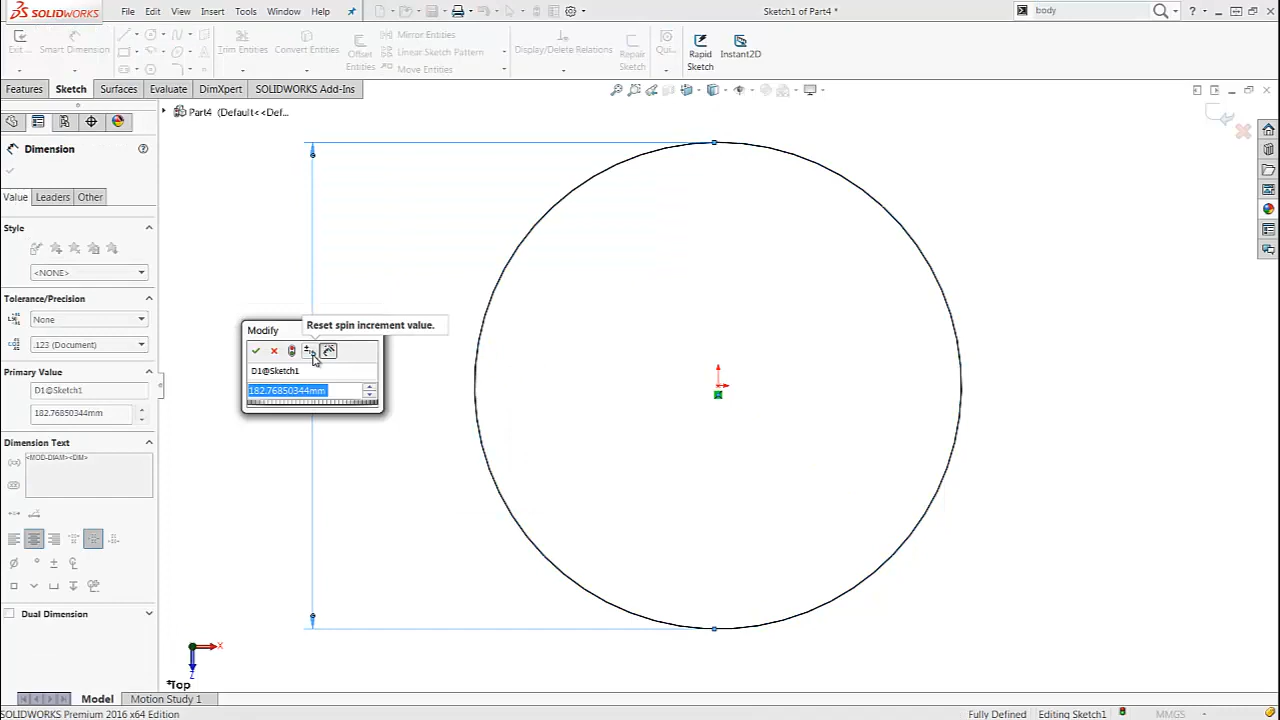 SOLIDWORKS
File Edit View Insert Tools Window Help
Sketch1 of Part4 *
body
Exit... Smart Dimension
Trim Entities Convert Entities Offset Entities
Mirror Entities
Linear Sketch Pattern
Move Entities
Display/Delete Relations Repair Sketch Qui... Rapid Sketch Instant2D
Features Sketch Surfaces Evaluate DimXpert SOLIDWORKS Add-Ins
Part4 (Default<<Def...
Dimension
Value Leaders Other
Style
<NONE>
Tolerance/Precision
None
.123 (Document)
Primary Value
D1@Sketch1
182.76850344mm
Dimension Text
<MOD-DIAM><DIM>
Dual Dimension
Reset spin increment value.
Modify
D1@Sketch1
182.76850344mm
X
Z
*Top
Model Motion Study 1
SOLIDWORKS Premium 2016 x64 Edition
Fully Defined Editing Sketch1 MMGS